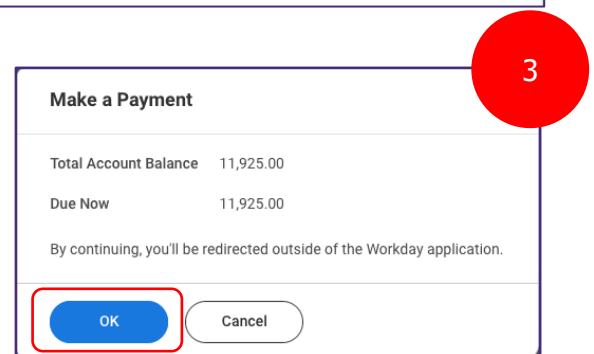 3
Make a Payment
Total Account Balance 11,925.00
Due Now 11,925.00
By continuing, you'll be redirected outside of the Workday application.
OK Cancel